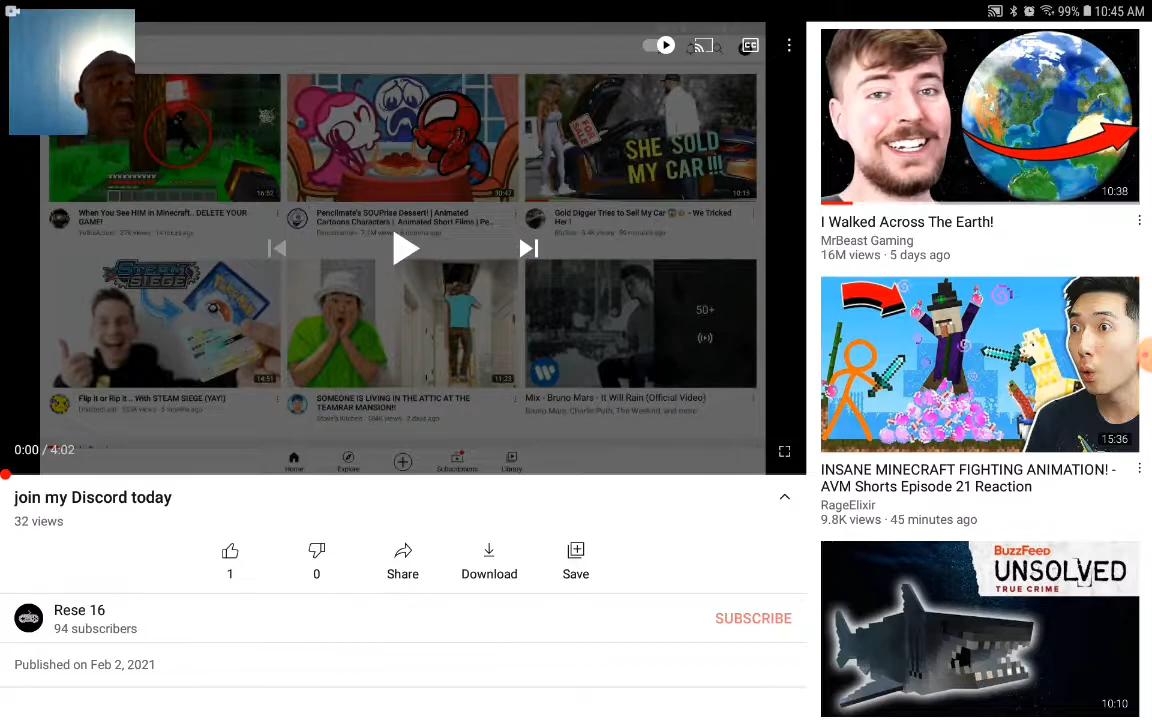 99% 10:45 AM
CC
SHE SOLD
MY CAR !!!
FOR
SALE
16:52
10:47
10:13
When You SEE HIM in Minecraft.. DELETE YOUR
GAME!
Pencilmate's SOUPrise Dessert! | Animated
Cartoons Characters | Animated Short Films | Pe...
Gold Digger Tries to Sell My Car - We Tricked
Her !
STEAM
SIEGE
50+
14:51
11:23
Flip it or Rip it... With STEAM SIEGE (YAY!)
SOMEONE IS LIVING IN THE ATTIC AT THE
TEAMRAR MANSION!!
Mix - Bruno Mars - It Will Rain (Official Video)
Bruno Mars, Charlie Puth, The Weeknd, and more
0:00 / 4:02
Home
Explore
Subscriptions
Library
join my Discord today
32 views
1
0
Share
Download
Save
Rese 16
94 subscribers
SUBSCRIBE
Published on Feb 2, 2021
10:38
I Walked Across The Earth!
MrBeast Gaming
16M views · 5 days ago
15:36
INSANE MINECRAFT FIGHTING ANIMATION! -
AVM Shorts Episode 21 Reaction
RageElixir
9.8K views · 45 minutes ago
BuzzFeed
UNSOLVED
TRUE CRIME
10:10